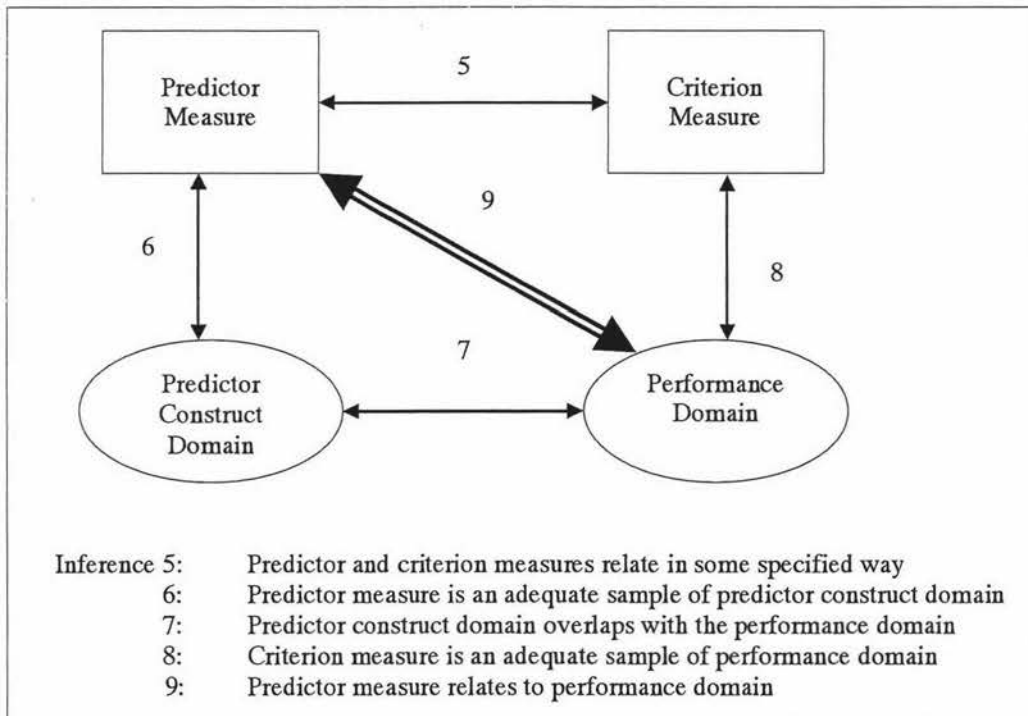 Predictor
Measure
5
Criterion
Measure
9
6
8
7
Predictor
Construct
Domain
Performance
Domain
Inference 5: Predictor and criterion measures relate in some specified way
6: Predictor measure is an adequate sample of predictor construct domain
7: Predictor construct domain overlaps with the performance domain
8: Criterion measure is an adequate sample of performance domain
9: Predictor measure relates to performance domain